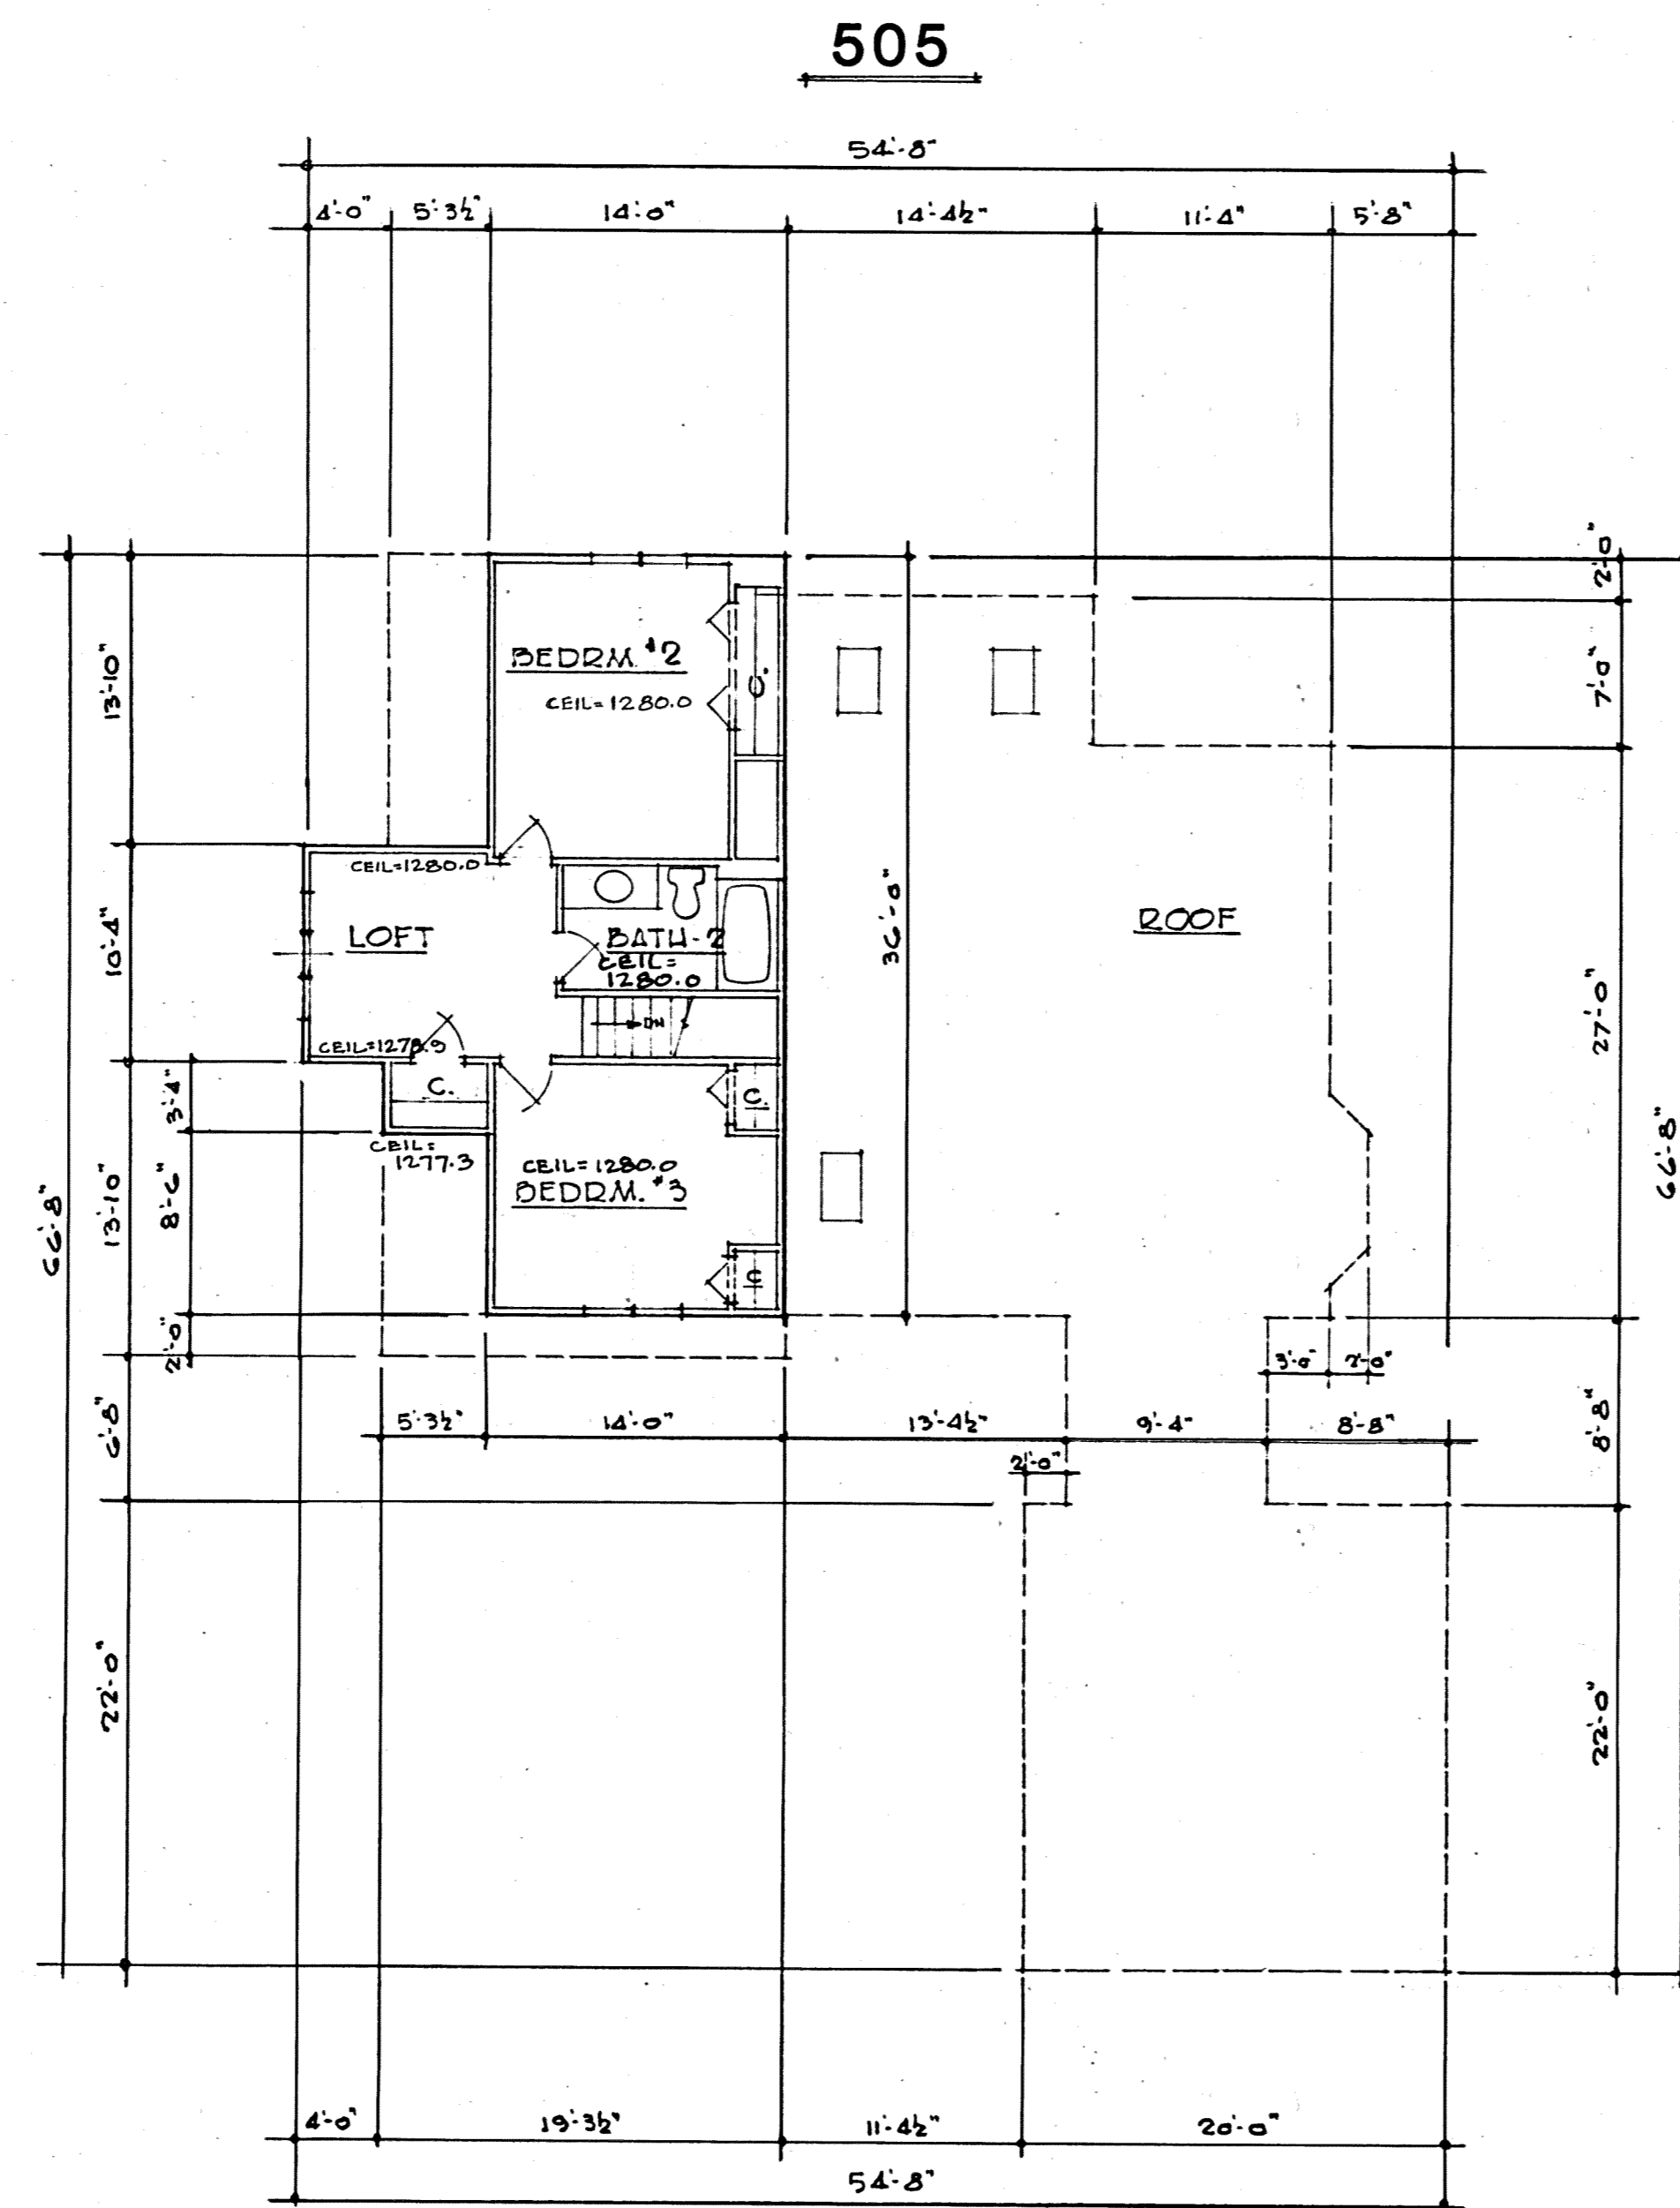 505
54'-8"
4'-0" 5'-3½" 14'-0" 14'-4½" 11'-4" 5'-8"
2'-0"
13'-10"
BEDRM. #2
7'-0"
CEIL=1280.0
C.
CEIL=1280.0
10'-4"
LOFT
BATH-2
36'-0"
ROOF
CEIL=
1280.0
27'-0"
DN
CEIL=1278.9
3'-4"
C.
C.
CEIL=
1277.3
CEIL=1280.0
BEDRM. #3
66'-8"
13'-10"
8'-6"
66'-8"
C
2'-0"
3'-0" 2'-0"
6'-8"
5'-3½" 14'-0" 13'-4½" 9'-4" 8'-8"
8'-8"
2'-0"
22'-0"
22'-0"
4'-0" 19'-3½" 11'-4½" 20'-0"
54'-8"